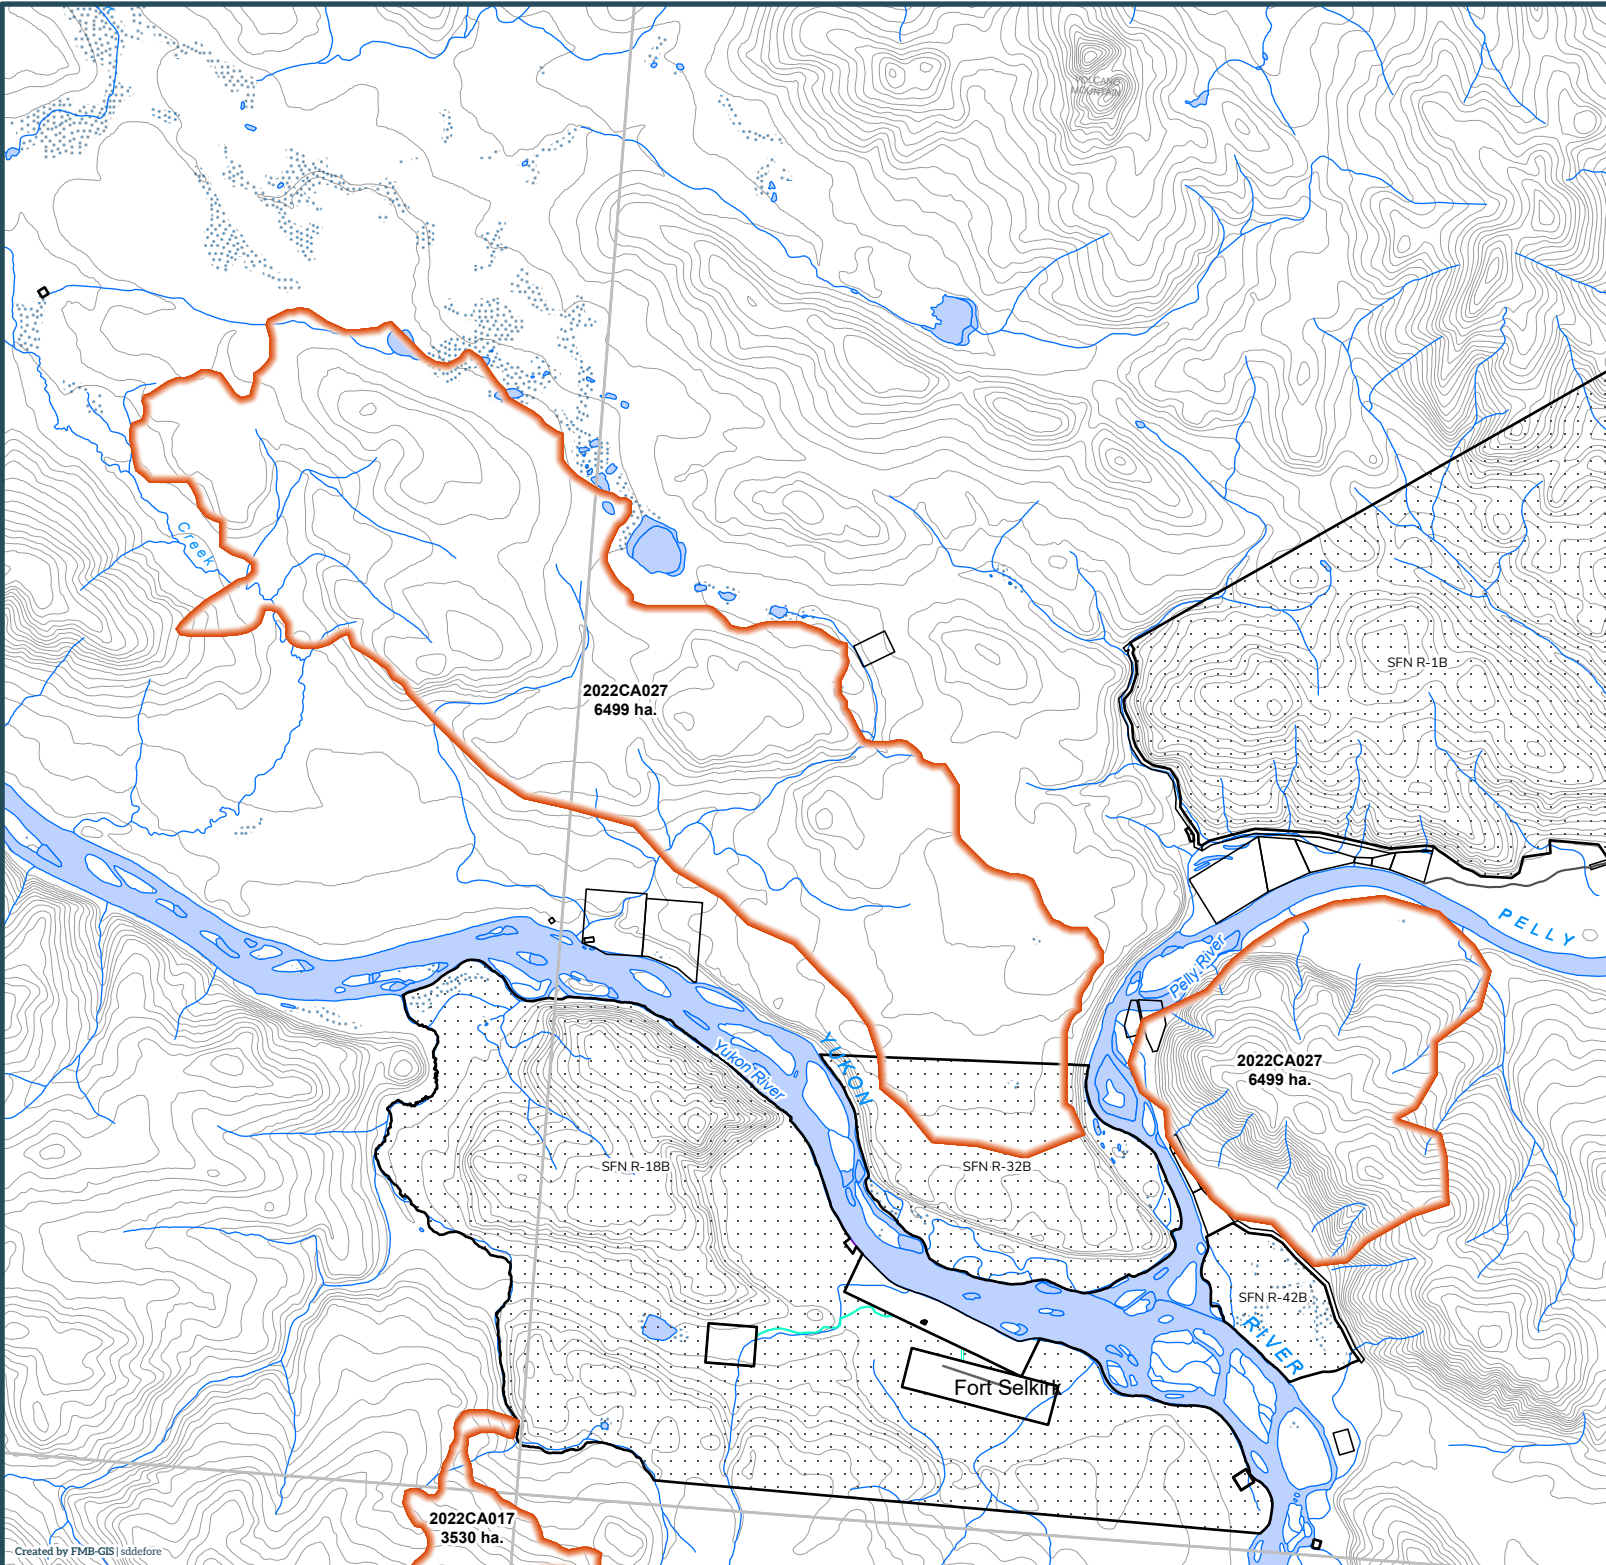 VOLCANO
MOUNTAIN
Creek
SFN R-1B
2022CA027
6499 ha.
PELLY
Pelly River
YUKON
Yukon River
2022CA027
6499 ha.
SFN R-18B
SFN R-32B
SFN R-42B
RIVER
Fort Selkirk
2022CA017
3530 ha.
Created by FMB-GIS | sddefore